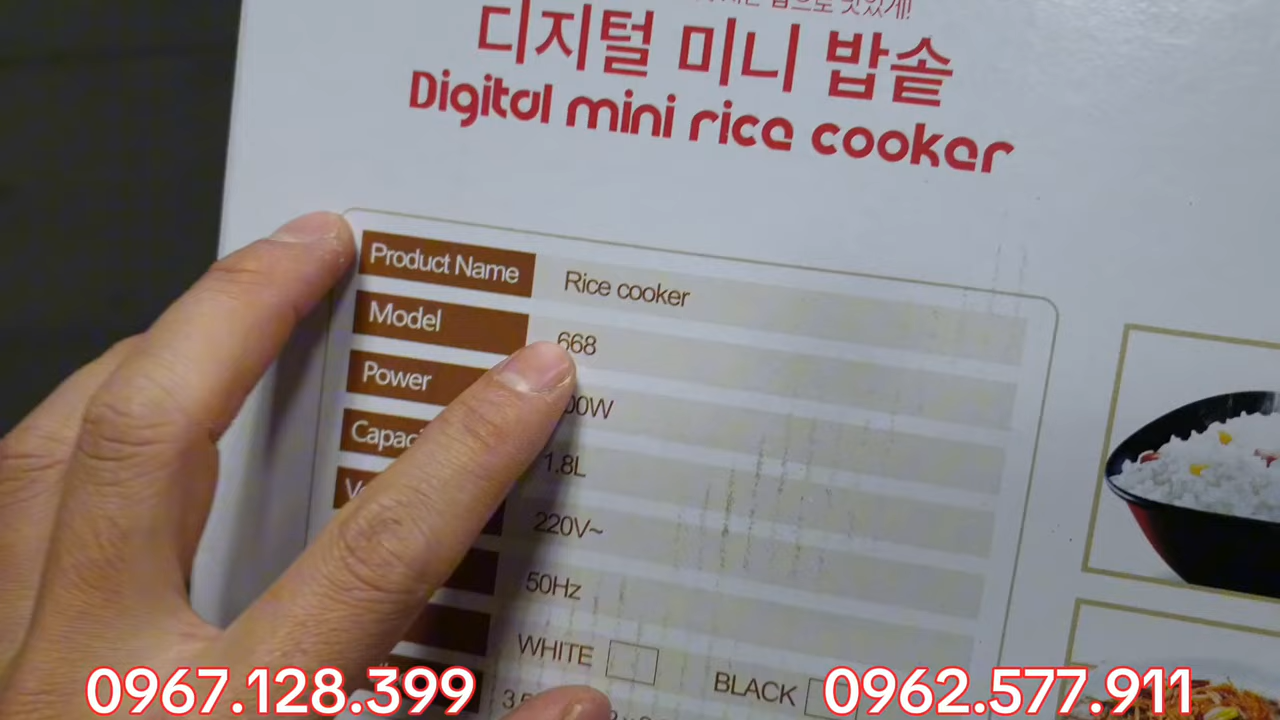 디지털 미니 밥솥
Digital mini rice cooker
Product Name Rice cooker
Model 668
Power
1.8L
220V~
50Hz
WHITE BLACK
0967.128.399 0962.577.911